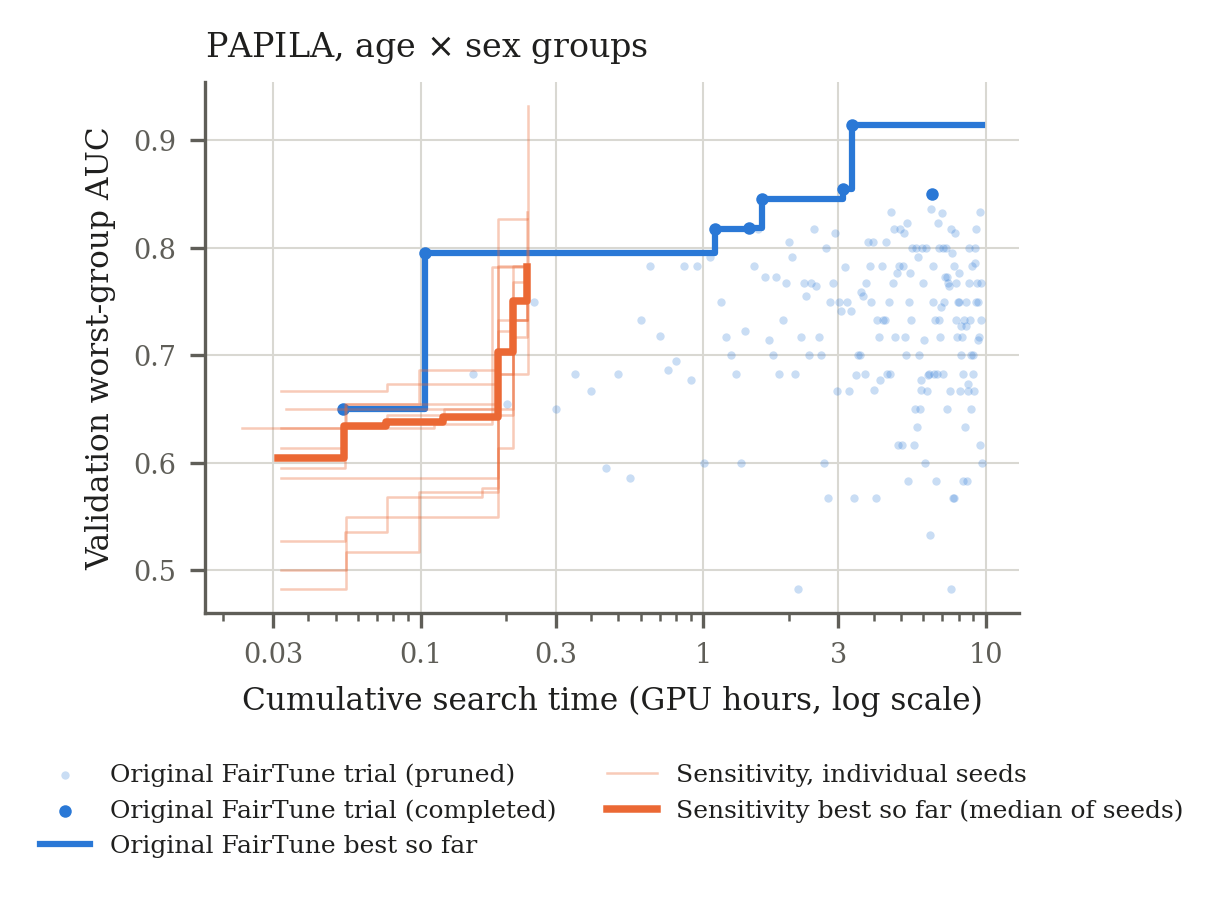 PAPILA, age × sex groups
Validation worst-group AUC
0.9
0.8
0.7
0.6
0.5
0.03
0.1
0.3
1
3
10
Cumulative search time (GPU hours, log scale)
Original FairTune trial (pruned)
Original FairTune trial (completed)
Original FairTune best so far
Sensitivity, individual seeds
Sensitivity best so far (median of seeds)